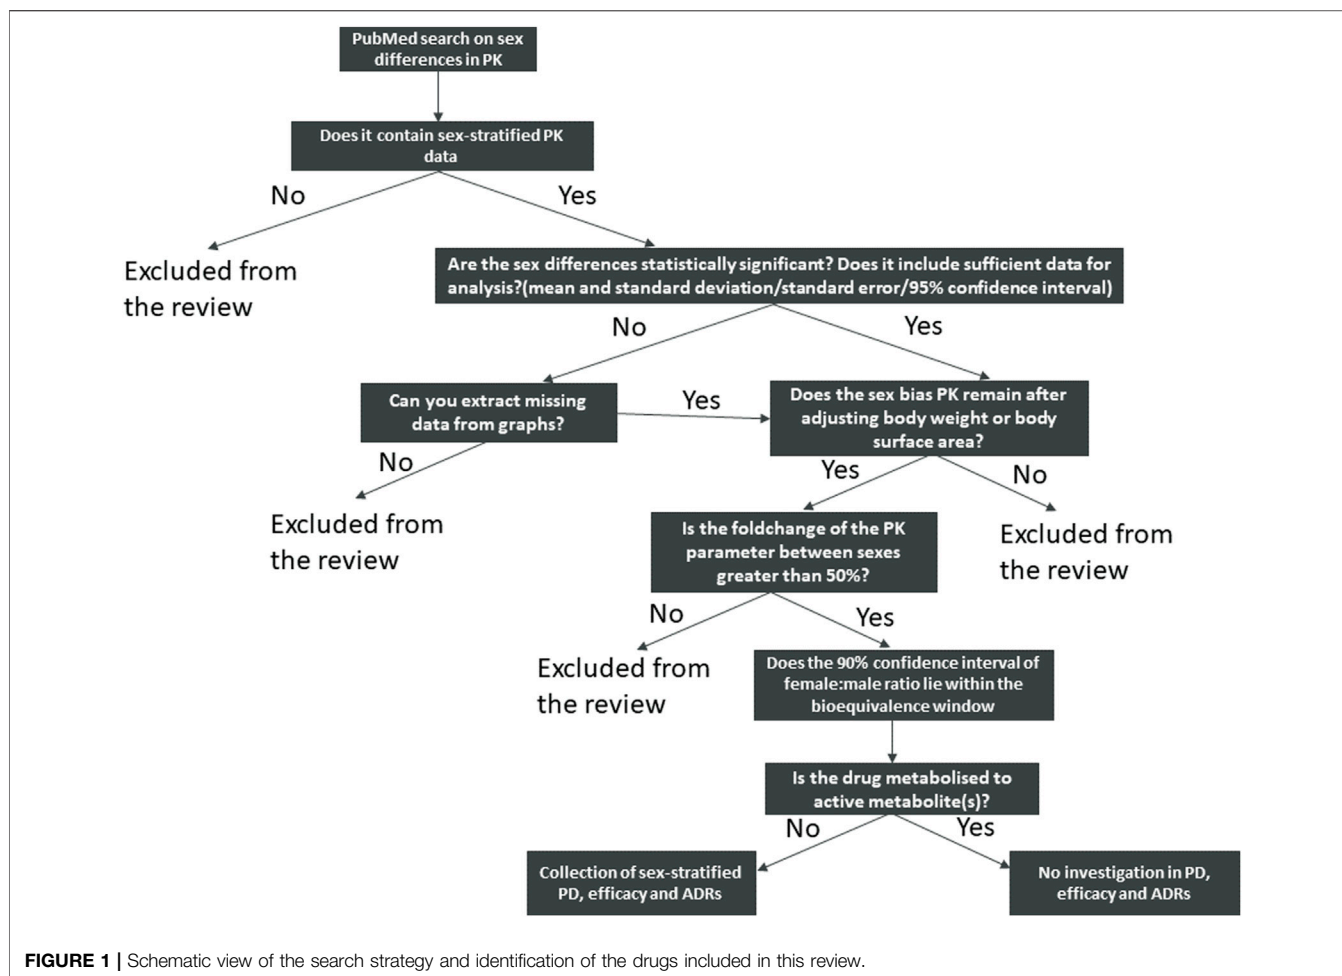 PubMed search on sex
differences in PK
Does it contain sex-stratified PK
data
No
Yes
Excluded from
the review
Are the sex differences statistically significant? Does it include sufficient data for
analysis?(mean and standard deviation/standard error/95% confidence interval)
No
Yes
Can you extract missing
data from graphs?
Yes
Does the sex bias PK remain after
adjusting body weight or body
surface area?
No
Yes
No
Excluded from
the review
Is the foldchange of the PK
parameter between sexes
greater than 50%?
Excluded from
the review
No
Yes
Excluded from
the review
Does the 90% confidence interval of
female:male ratio lie within the
bioequivalence window
Is the drug metabolised to
active metabolite(s)?
No
Yes
Collection of sex-stratified
PD, efficacy and ADRs
No investigation in PD,
efficacy and ADRs
FIGURE 1 | Schematic view of the search strategy and identification of the drugs included in this review.